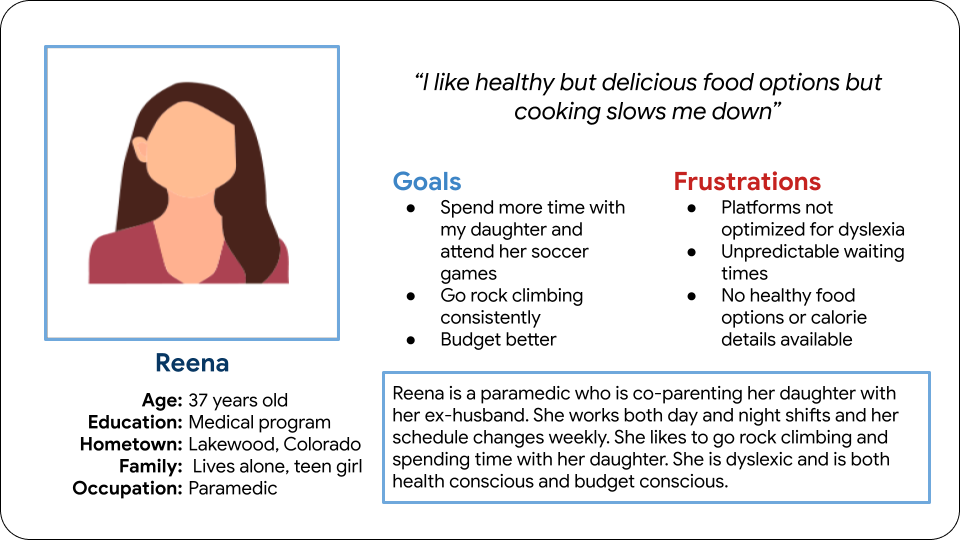 “I like healthy but delicious food options but
cooking slows me down”
Goals
● Spend more time with
my daughter and
attend her soccer
games
● Go rock climbing
consistently
● Budget better
Frustrations
● Platforms not
optimized for dyslexia
● Unpredictable waiting
times
● No healthy food
options or calorie
details available
Reena
Age: 37 years old
Education: Medical program
Hometown: Lakewood, Colorado
Family: Lives alone, teen girl
Occupation: Paramedic
Reena is a paramedic who is co-parenting her daughter with
her ex-husband. She works both day and night shifts and her
schedule changes weekly. She likes to go rock climbing and
spending time with her daughter. She is dyslexic and is both
health conscious and budget conscious.